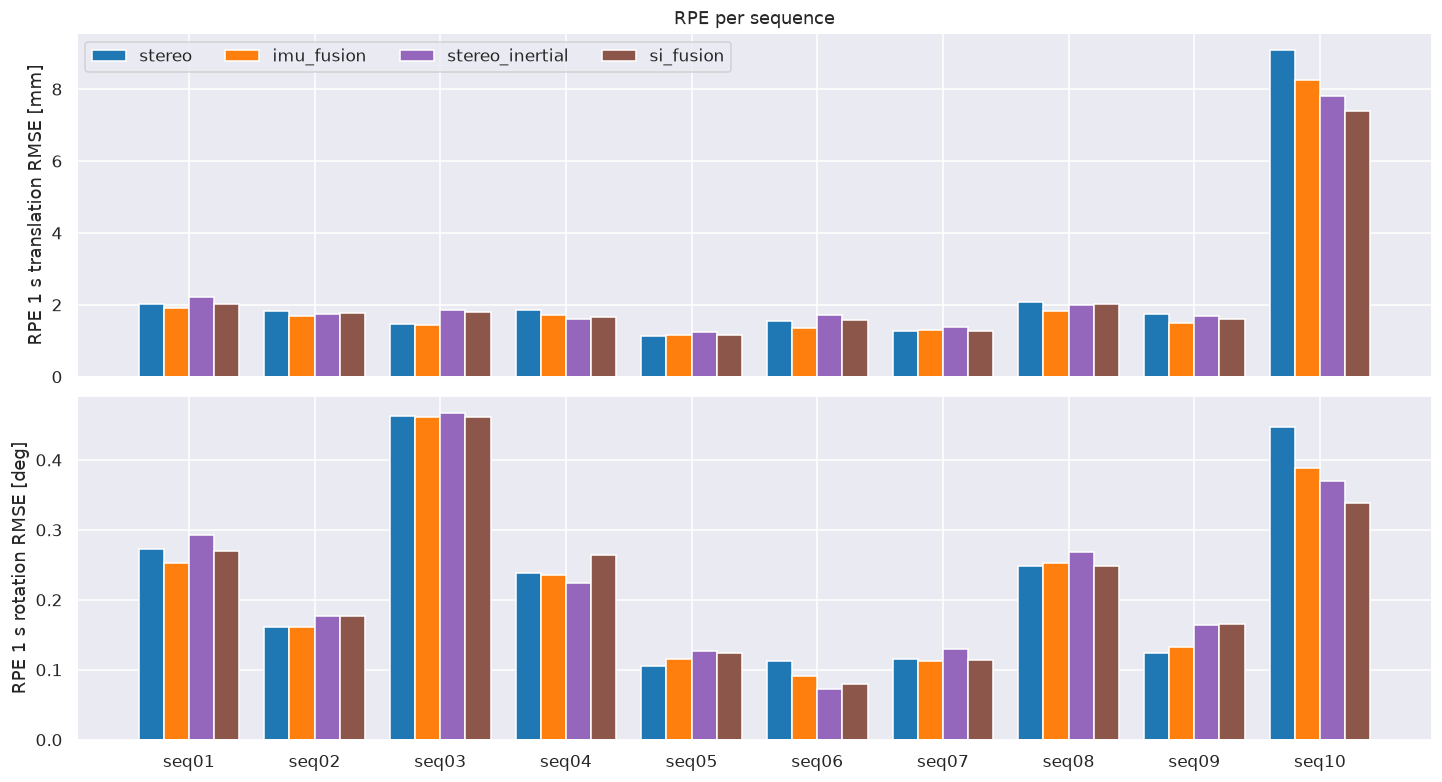 RPE per sequence
stereo imu_fusion stereo_inertial si_fusion
RPE 1 s translation RMSE [mm]
8
6
4
2
0
RPE 1 s rotation RMSE [deg]
0.4
0.3
0.2
0.1
0.0
seq01 seq02 seq03 seq04 seq05 seq06 seq07 seq08 seq09 seq10